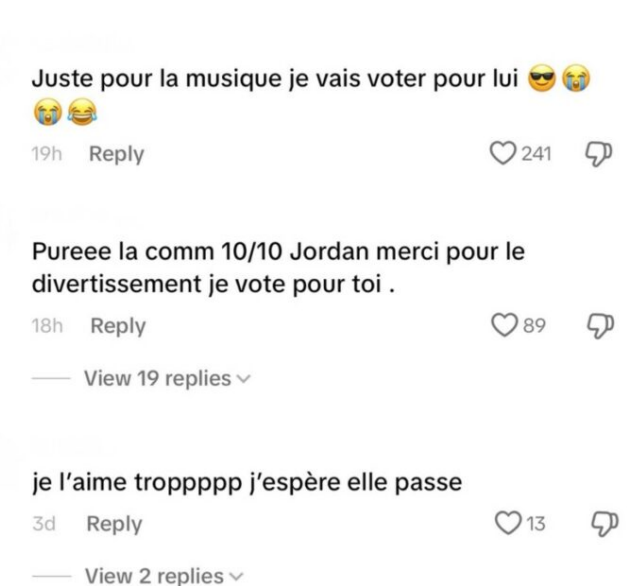 Juste pour la musique je vais voter pour lui 😎😭
😭😂
19h Reply 241
Pureee la comm 10/10 Jordan merci pour le
divertissement je vote pour toi .
18h Reply 89
View 19 replies
je l’aime troppppp j’espère elle passe
3d Reply 13
View 2 replies